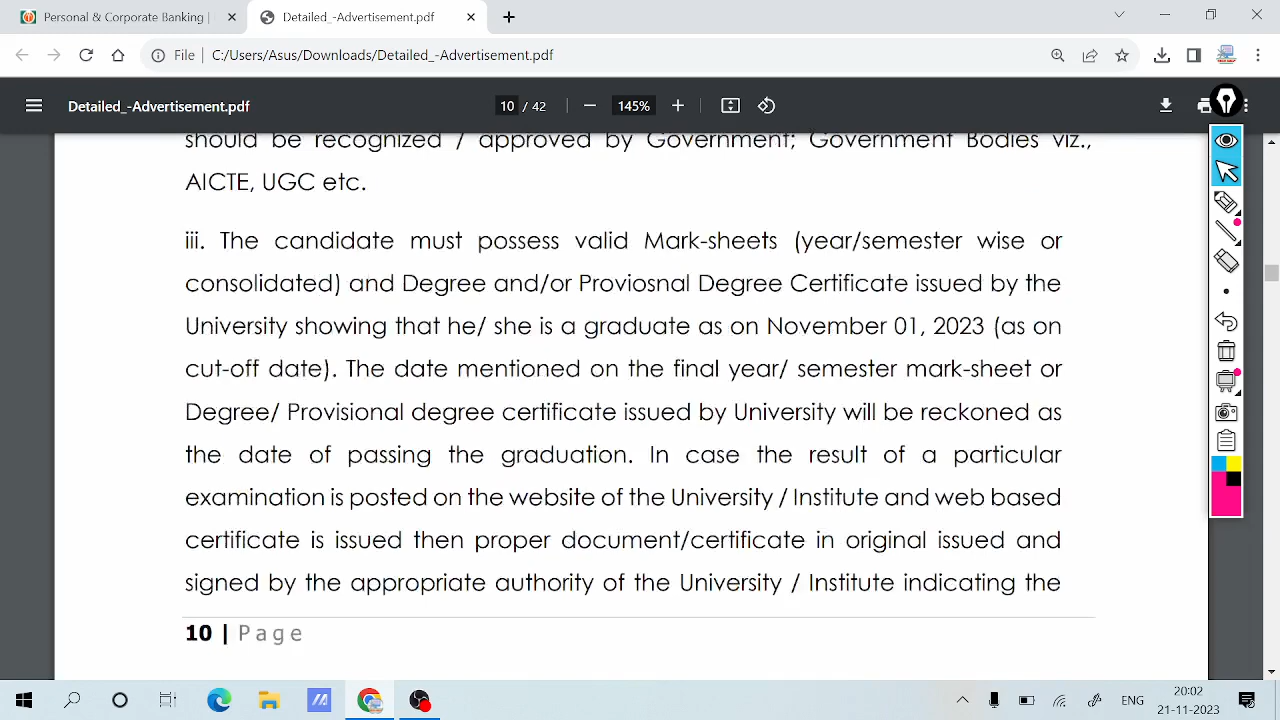 Personal & Corporate Banking |
Detailed_-Advertisement.pdf
File
C:/Users/Asus/Downloads/Detailed_-Advertisement.pdf
Detailed_-Advertisement.pdf
10 / 42
145%
should be recognized / approved by Government; Government Bodies viz.,
AICTE, UGC etc.
iii. The candidate must possess valid Mark-sheets (year/semester wise or
consolidated) and Degree and/or Proviosnal Degree Certificate issued by the
University showing that he/ she is a graduate as on November 01, 2023 (as on
cut-off date). The date mentioned on the final year/ semester mark-sheet or
Degree/ Provisional degree certificate issued by University will be reckoned as
the date of passing the graduation. In case the result of a particular
examination is posted on the website of the University / Institute and web based
certificate is issued then proper document/certificate in original issued and
signed by the appropriate authority of the University / Institute indicating the
10 | Page
ENG
20:02
21-11-2023